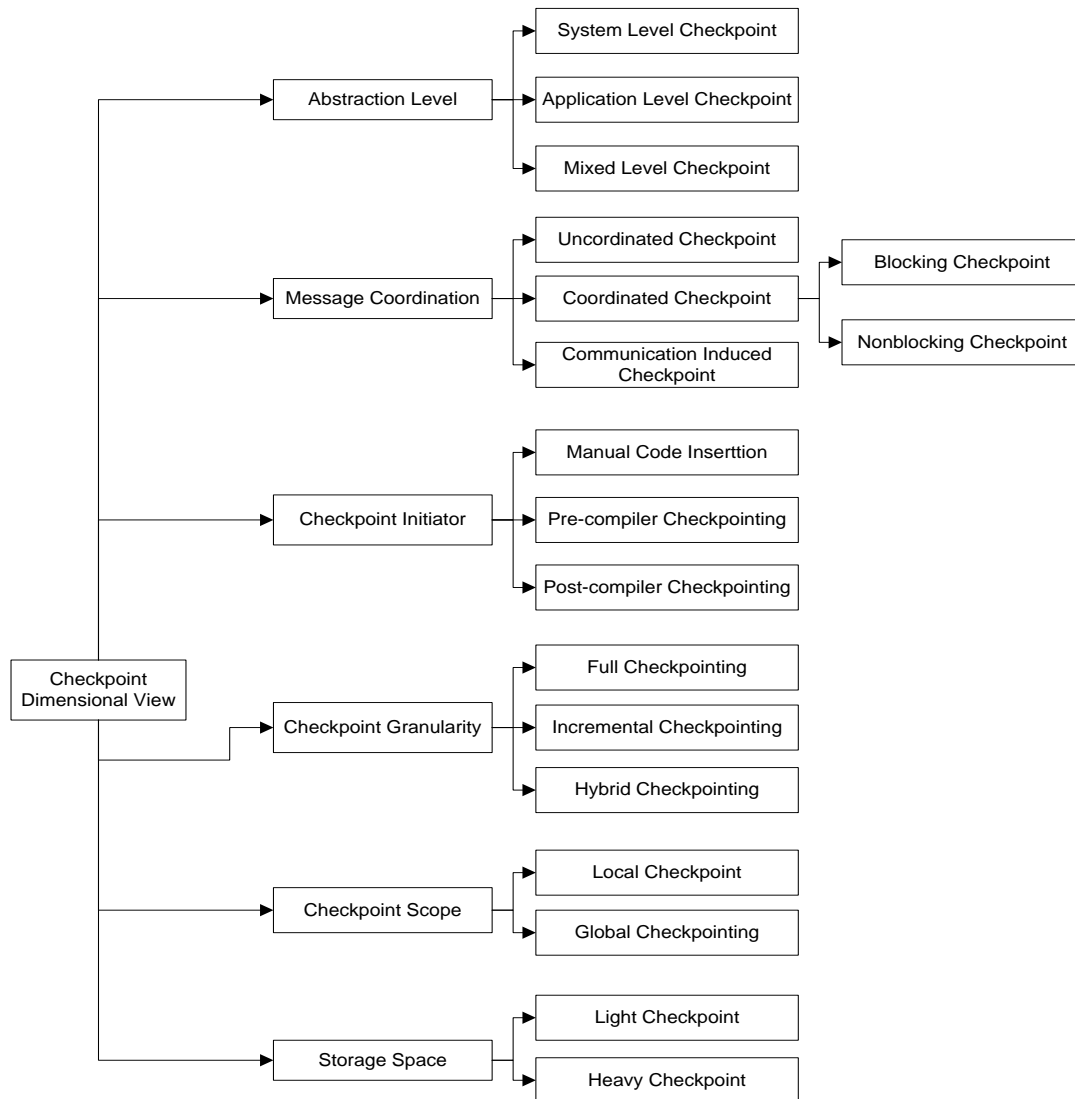 System Level Checkpoint
Abstraction Level
Application Level Checkpoint
Mixed Level Checkpoint
Uncordinated Checkpoint
Blocking Checkpoint
Message Coordination
Coordinated Checkpoint
Nonblocking Checkpoint
Communication Induced
Checkpoint
Manual Code Inserttion
Checkpoint Initiator
Pre-compiler Checkpointing
Post-compiler Checkpointing
Checkpoint
Dimensional View
Full Checkpointing
Checkpoint Granularity
Incremental Checkpointing
Hybrid Checkpointing
Local Checkpoint
Checkpoint Scope
Global Checkpointing
Light Checkpoint
Storage Space
Heavy Checkpoint